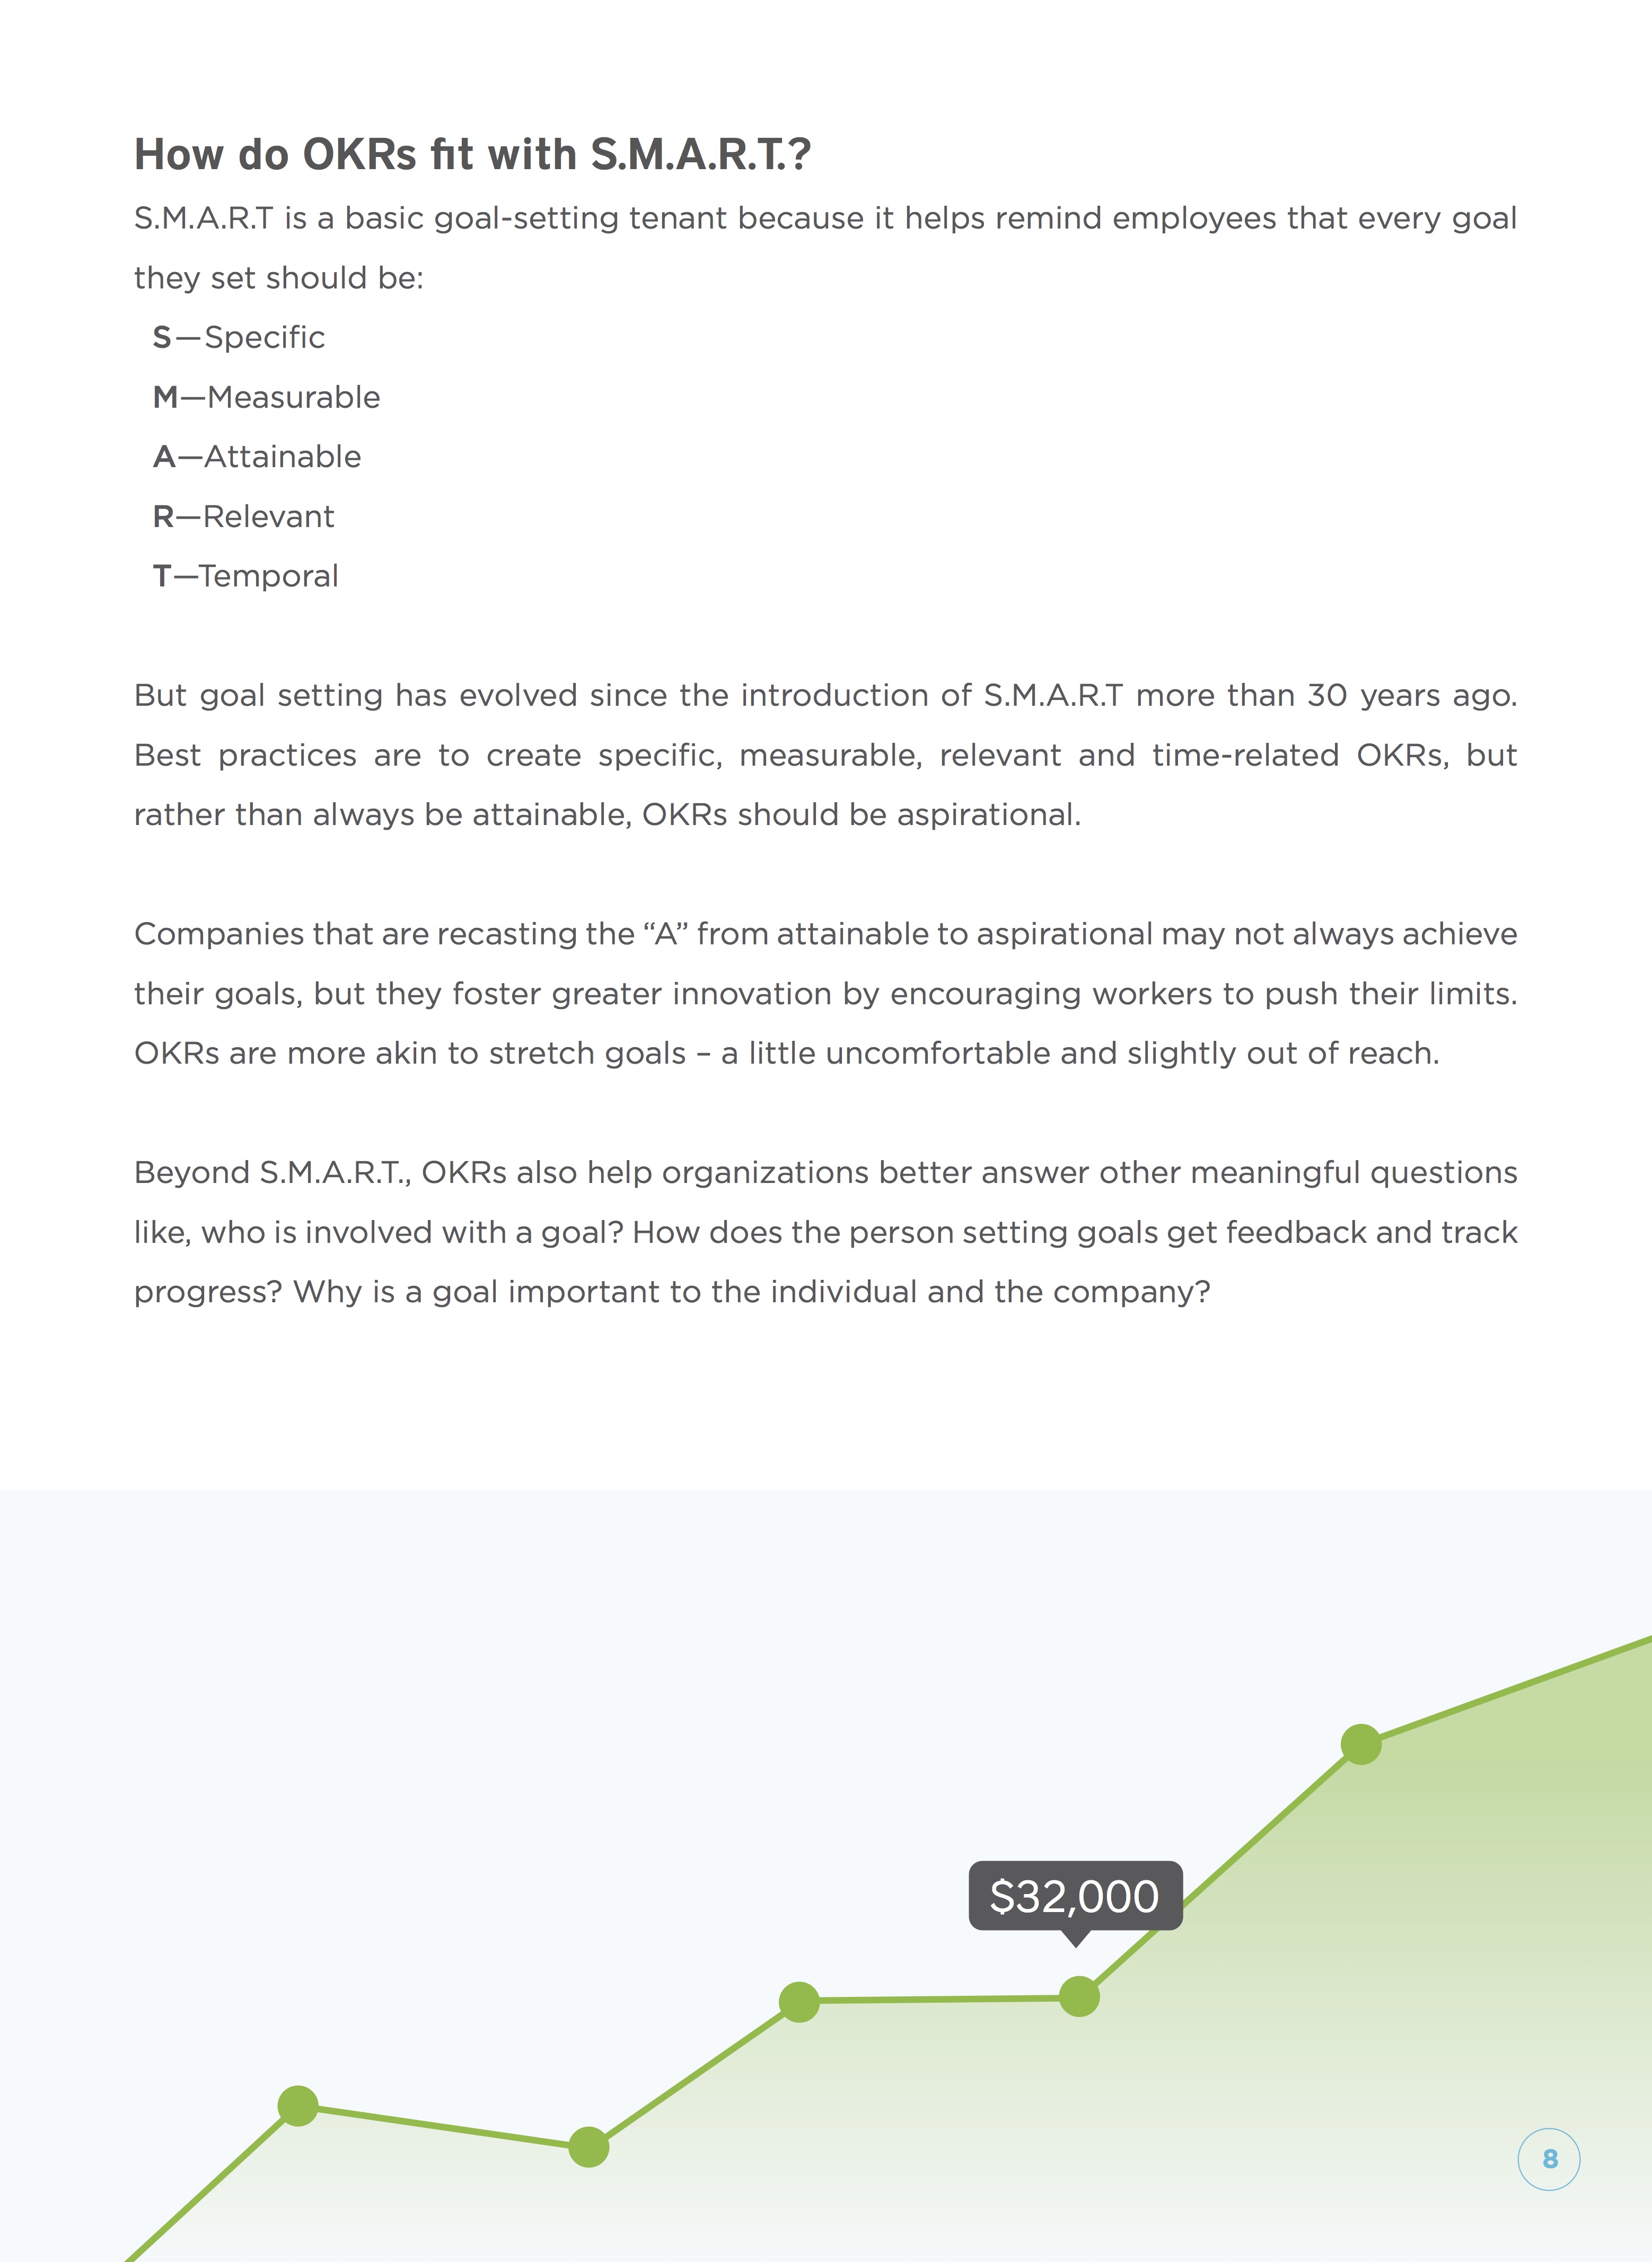 How do OKRs fit with S.M.A.R.T.?
S.M.A.R.T is a basic goal-setting tenant because it helps remind employees that every goal
they set should be:
S—Specific
M—Measurable
A—Attainable
R—Relevant
T—Temporal
But goal setting has evolved since the introduction of S.M.A.R.T more than 30 years ago.
Best practices are to create specific, measurable, relevant and time-related OKRs, but
rather than always be attainable, OKRs should be aspirational.
Companies that are recasting the “A” from attainable to aspirational may not always achieve
their goals, but they foster greater innovation by encouraging workers to push their limits.
OKRs are more akin to stretch goals – a little uncomfortable and slightly out of reach.
Beyond S.M.A.R.T., OKRs also help organizations better answer other meaningful questions
like, who is involved with a goal? How does the person setting goals get feedback and track
progress? Why is a goal important to the individual and the company?
$32,000
8